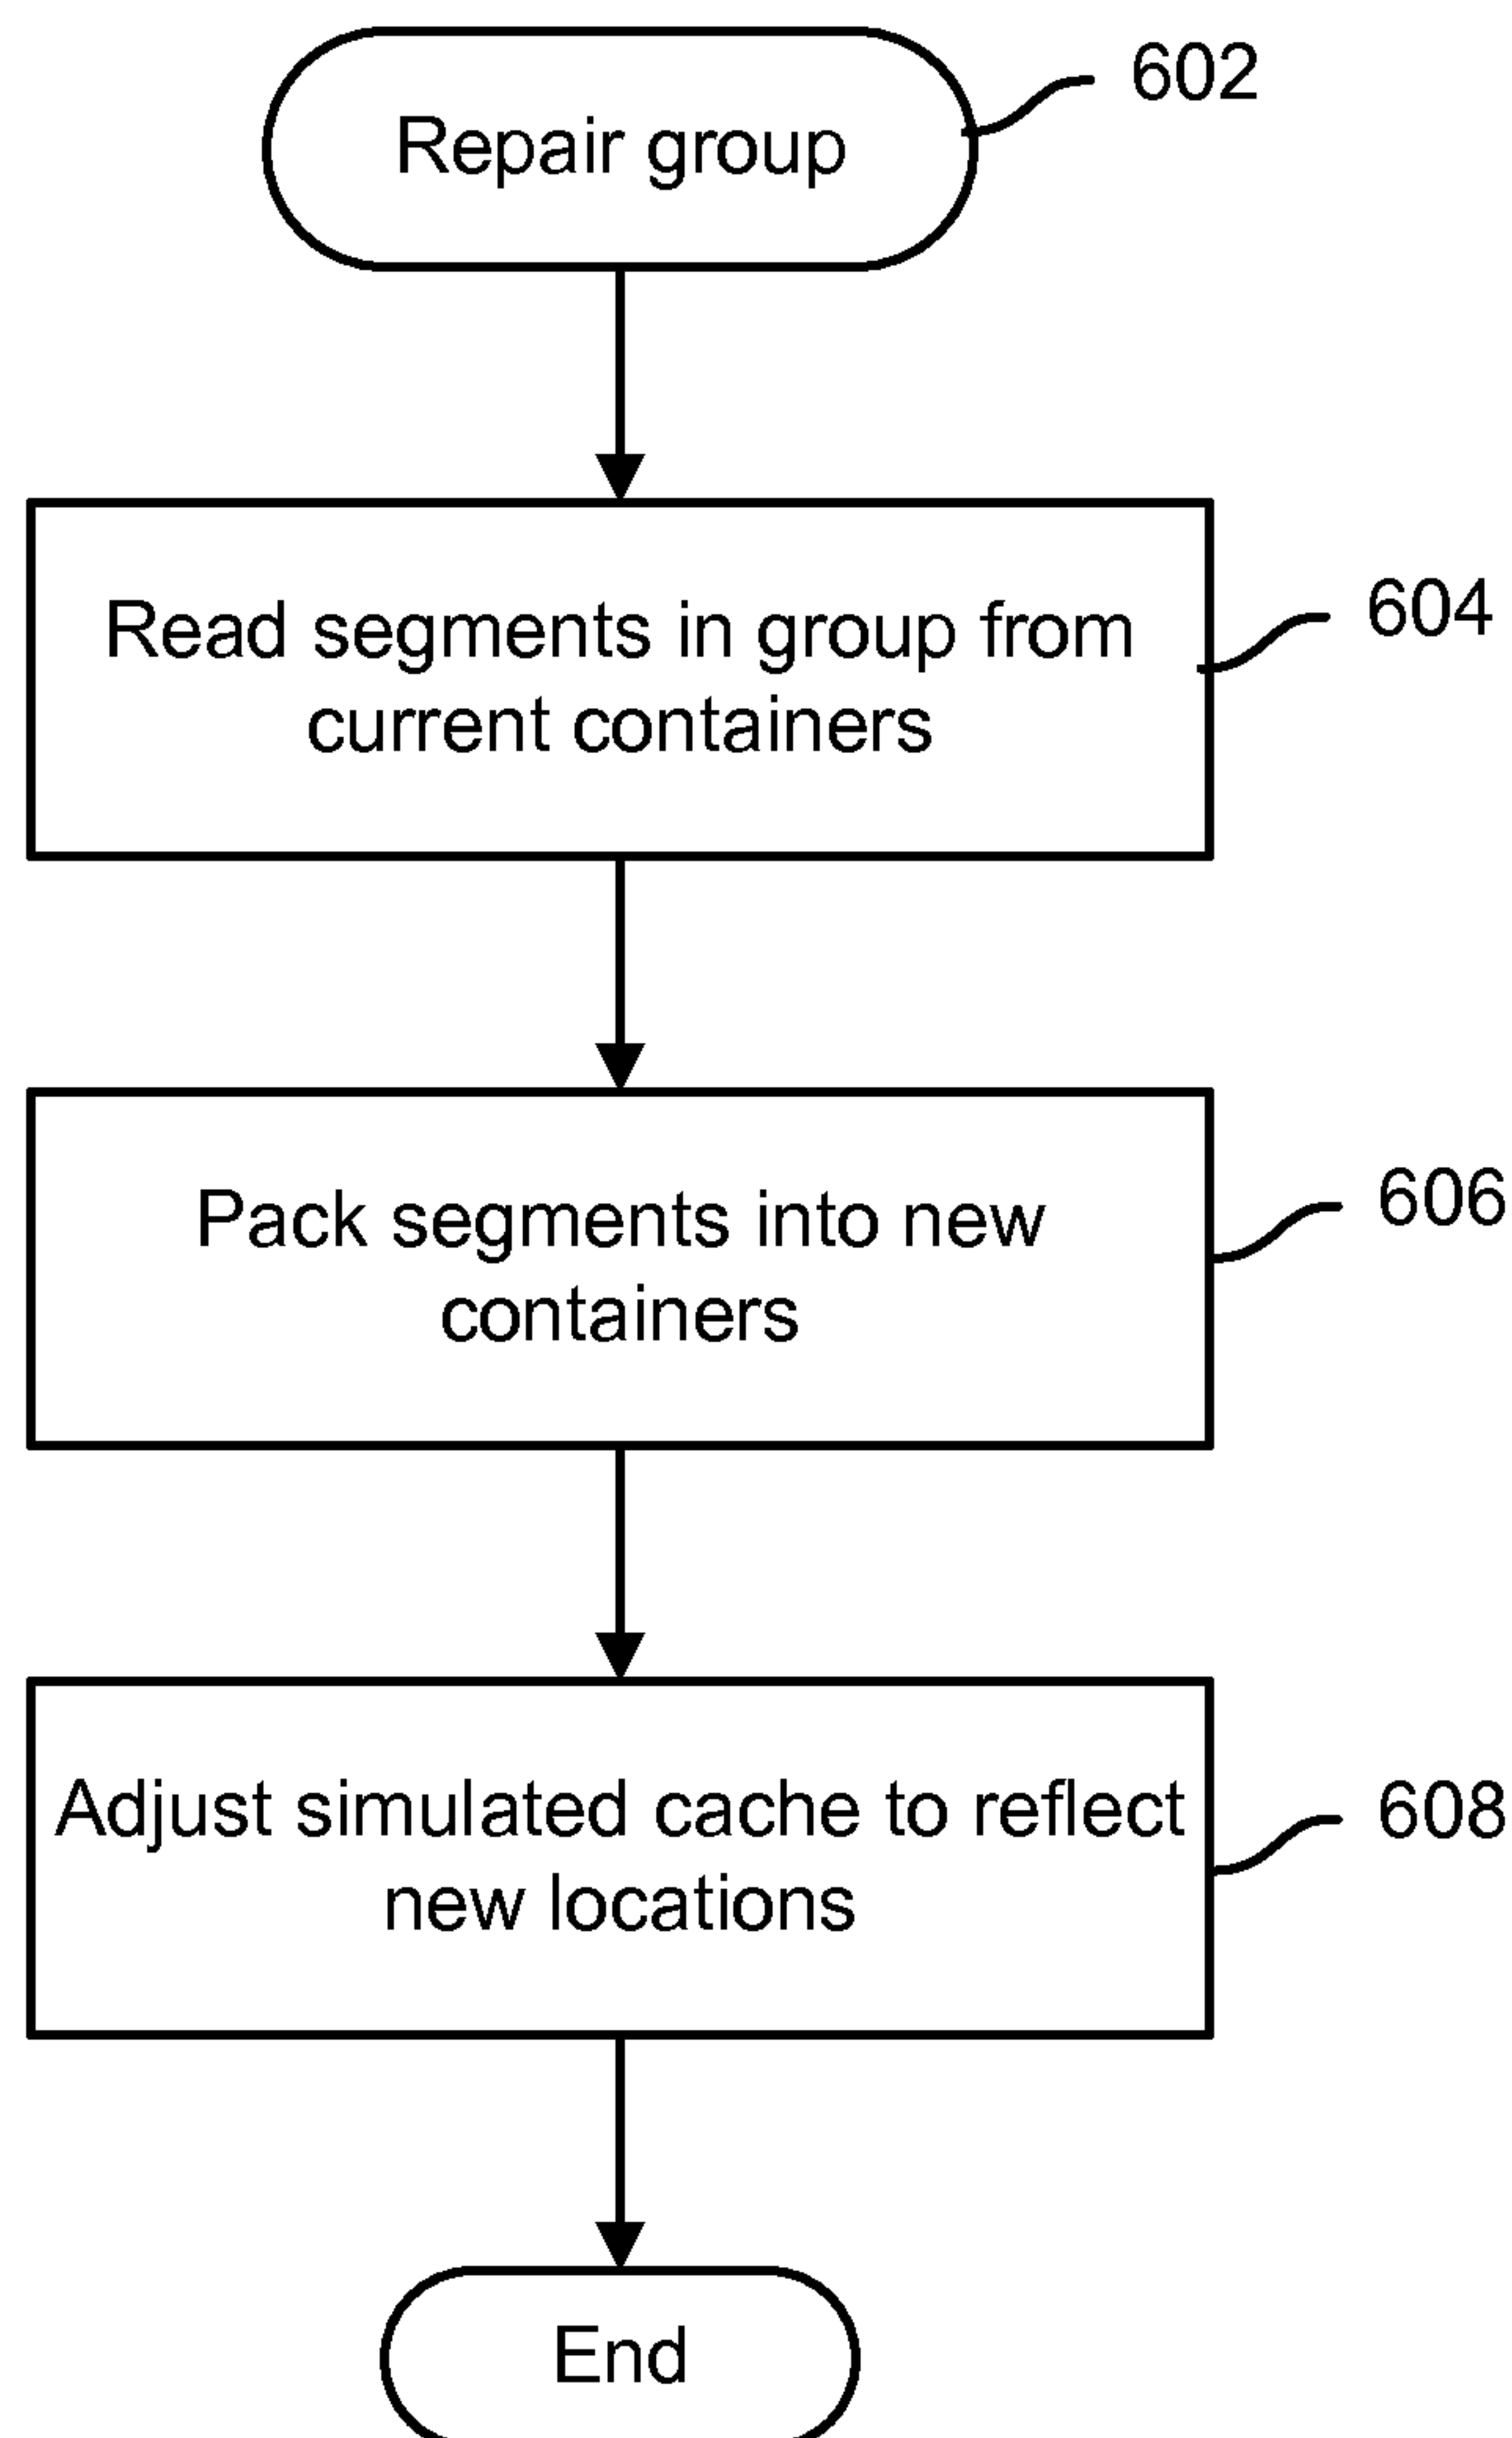 Repair group
602
Read segments in group from
current containers
604
Pack segments into new
containers
606
Adjust simulated cache to reflect
new locations
608
End